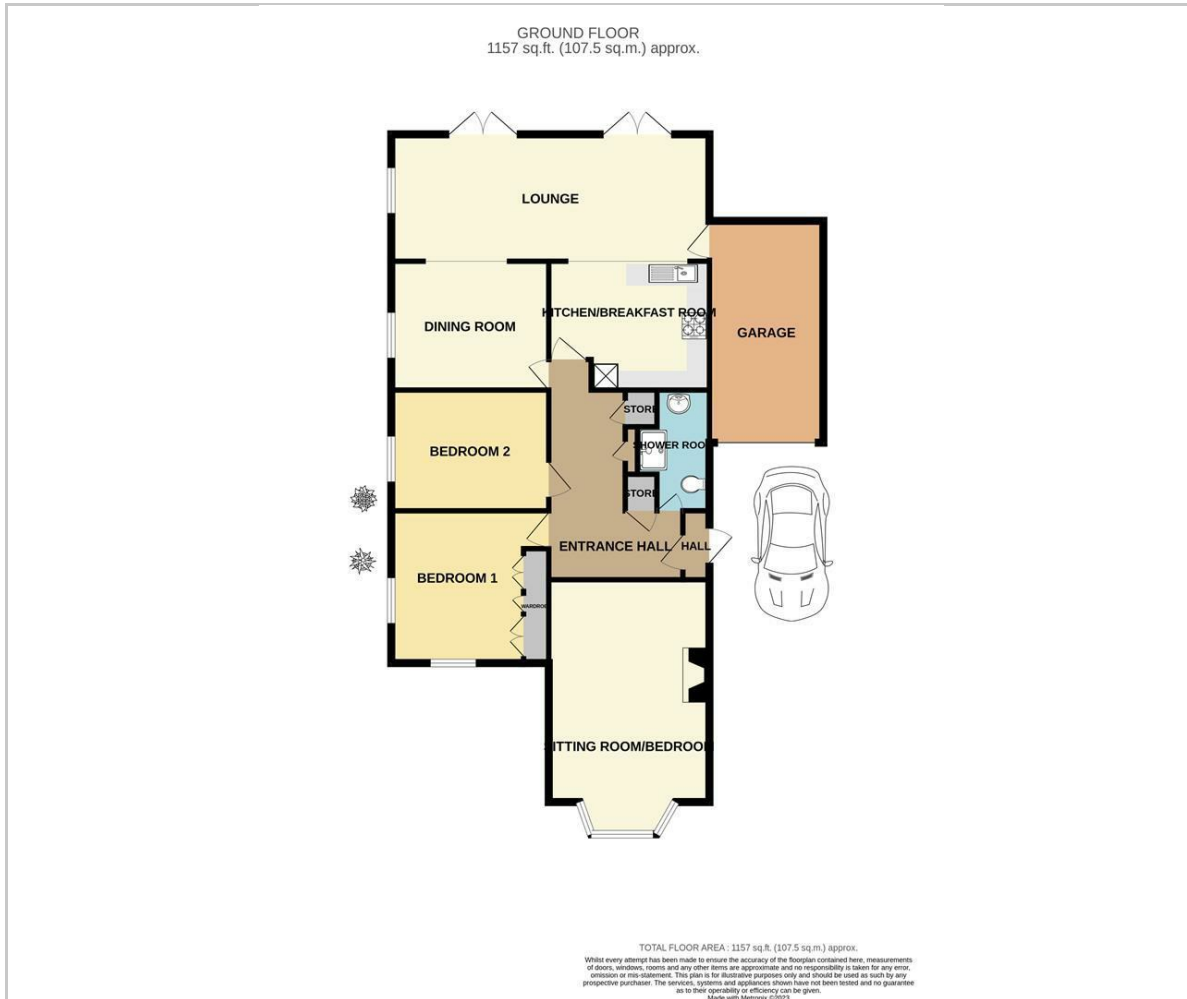 GROUND FLOOR
1157 sq.ft. (107.5 sq.m.) approx.
LOUNGE
KITCHEN/BREAKFAST ROOM
DINING ROOM
GARAGE
STORE
BEDROOM 2
SHOWER ROOM
STORE
ENTRANCE HALL
HALL
BEDROOM 1
WARDROBE
SITTING ROOM/BEDROOM
TOTAL FLOOR AREA : 1157 sq.ft. (107.5 sq.m.) approx.
Whilst every attempt has been made to ensure the accuracy of the floorplan contained here, measurements
of doors, windows, rooms and any other items are approximate and no responsibility is taken for any error,
omission or mis-statement. This plan is for illustrative purposes only and should be used as such by any
prospective purchaser. The services, systems and appliances shown have not been tested and no guarantee
as to their operability or efficiency can be given.
Made with Metropix ©2023